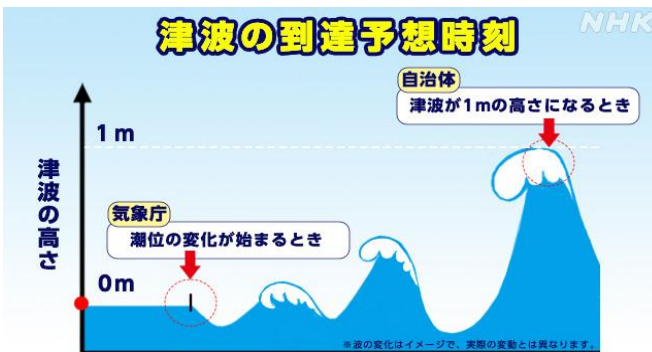 NHK
津波の到達予想時刻
自治体
津波が1mの高さになるとき
1m
津波の高さ
気象庁
潮位の変化が始まるとき
0m
※波の変化はイメージで、実際の変動とは異なります。